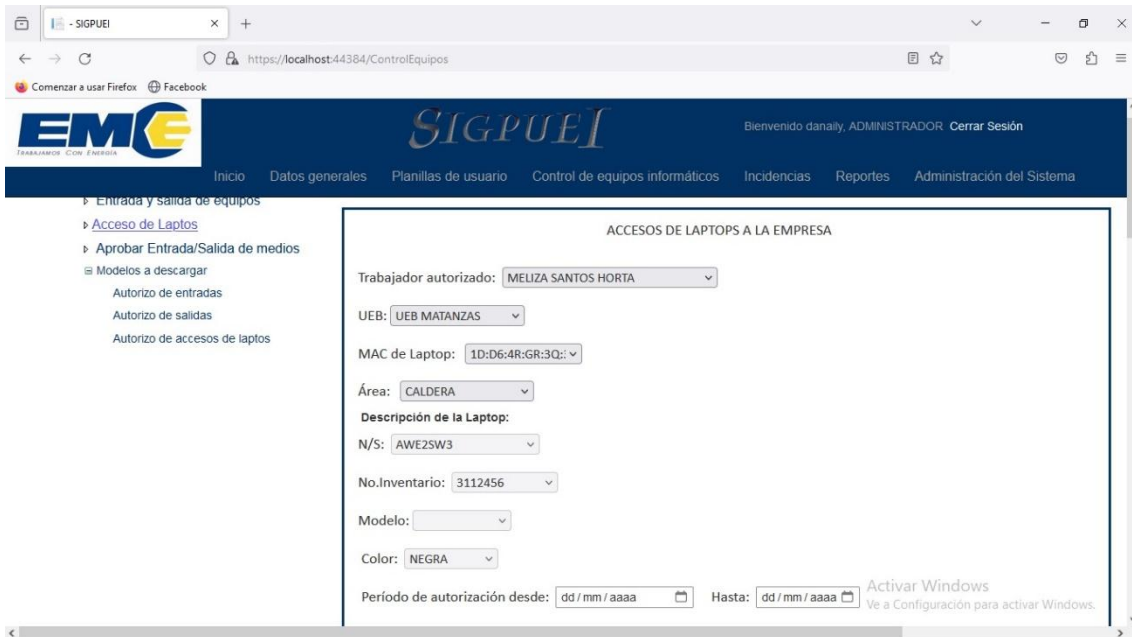 - SIGPUEI
https://localhost:44384/ControlEquipos
Comenzar a usar Firefox Facebook
EMCE
TRABAJAMOS CON ENERGÍA
SIGPUEI
Bienvenido danaily, ADMINISTRADOR Cerrar Sesión
Inicio Datos generales Planillas de usuario Control de equipos informáticos Incidencias Reportes Administración del Sistema
Entrada y salida de equipos
Acceso de Laptos
Aprobar Entrada/Salida de medios
Modelos a descargar
Autorizo de entradas
Autorizo de salidas
Autorizo de accesos de laptos
ACCESOS DE LAPTOPS A LA EMPRESA
Trabajador autorizado: MELIZA SANTOS HORTA
UEB: UEB MATANZAS
MAC de Laptop: 1D:D6:4R:GR:3Q:
Área: CALDERA
Descripción de la Laptop:
N/S: AWE2SW3
No.Inventario: 3112456
Modelo:
Color: NEGRA
Período de autorización desde: dd / mm / aaaa Hasta: dd / mm / aaaa
Activar Windows
Ve a Configuración para activar Windows.